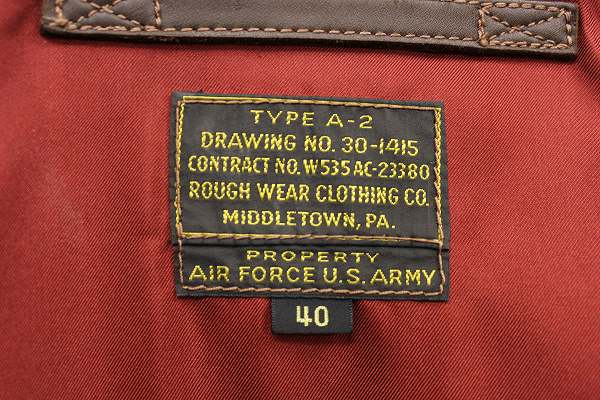 TYPE A-2
DRAWING NO. 30-1415
CONTRACT NO. W535 AC-23380
ROUGH WEAR CLOTHING CO.
MIDDLETOWN, PA.
PROPERTY
AIR FORCE U.S. ARMY
40